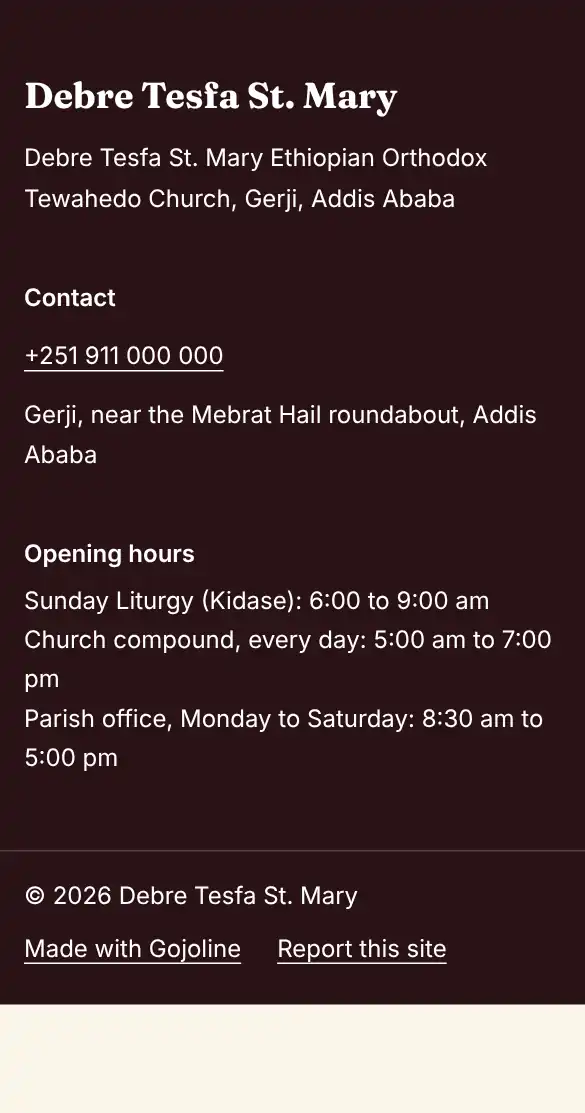 Debre Tesfa St. Mary
Debre Tesfa St. Mary Ethiopian Orthodox
Tewahedo Church, Gerji, Addis Ababa
Contact
+251 911 000 000
Gerji, near the Mebrat Hail roundabout, Addis
Ababa
Opening hours
Sunday Liturgy (Kidase): 6:00 to 9:00 am
Church compound, every day: 5:00 am to 7:00
pm
Parish office, Monday to Saturday: 8:30 am to
5:00 pm
© 2026 Debre Tesfa St. Mary
Made with Gojoline Report this site